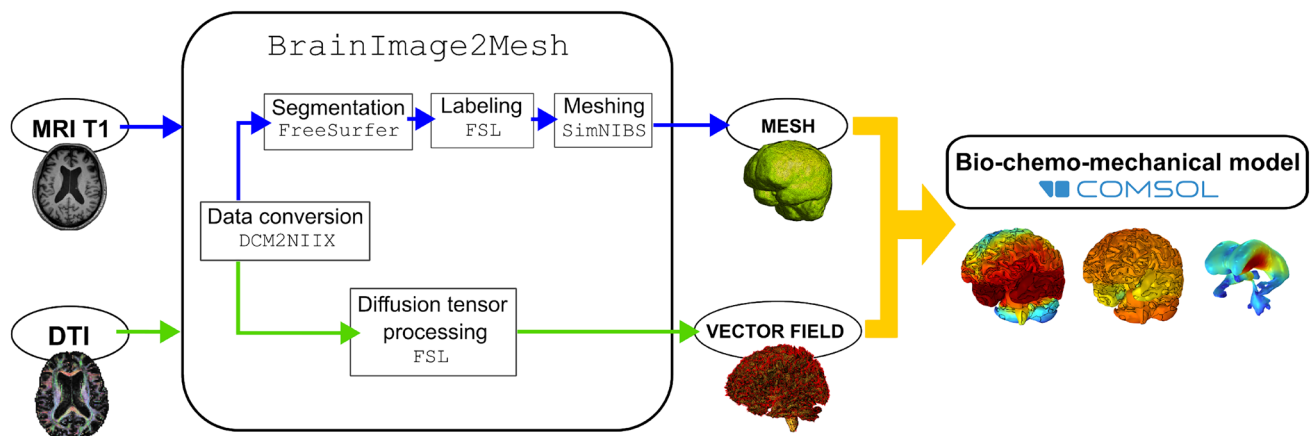 BrainImage2Mesh
MRI T1
Segmentation
FreeSurfer
Labeling
FSL
Meshing
SimNIBS
MESH
Data conversion
DCM2NIIX
DTI
Diffusion tensor
processing
FSL
VECTOR FIELD
Bio-chemo-mechanical model
COMSOL